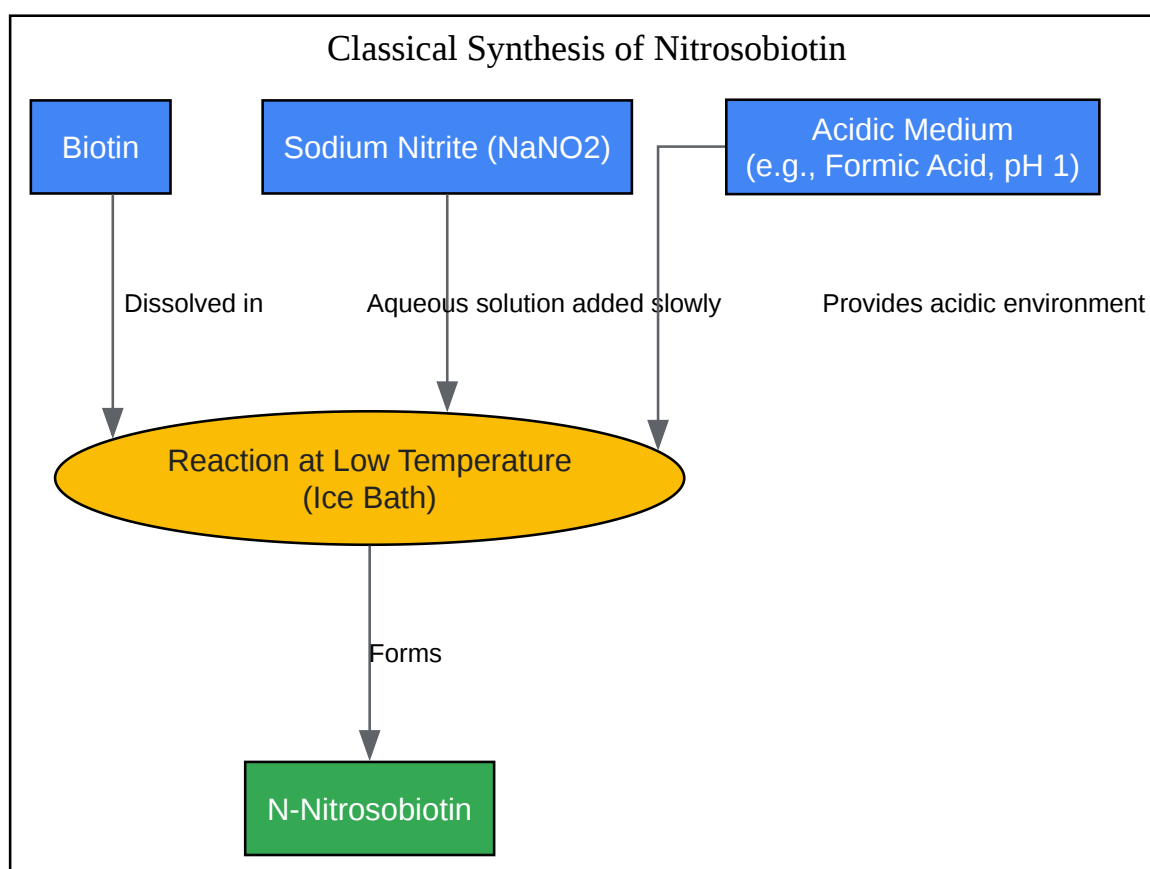 Classical Synthesis of Nitrosobiotin
Biotin
Sodium Nitrite (NaNO2)
Acidic Medium
(e.g., Formic Acid, pH 1)
Dissolved in
Aqueous solution added slowly
Provides acidic environment
Reaction at Low Temperature
(Ice Bath)
Forms
N-Nitrosobiotin